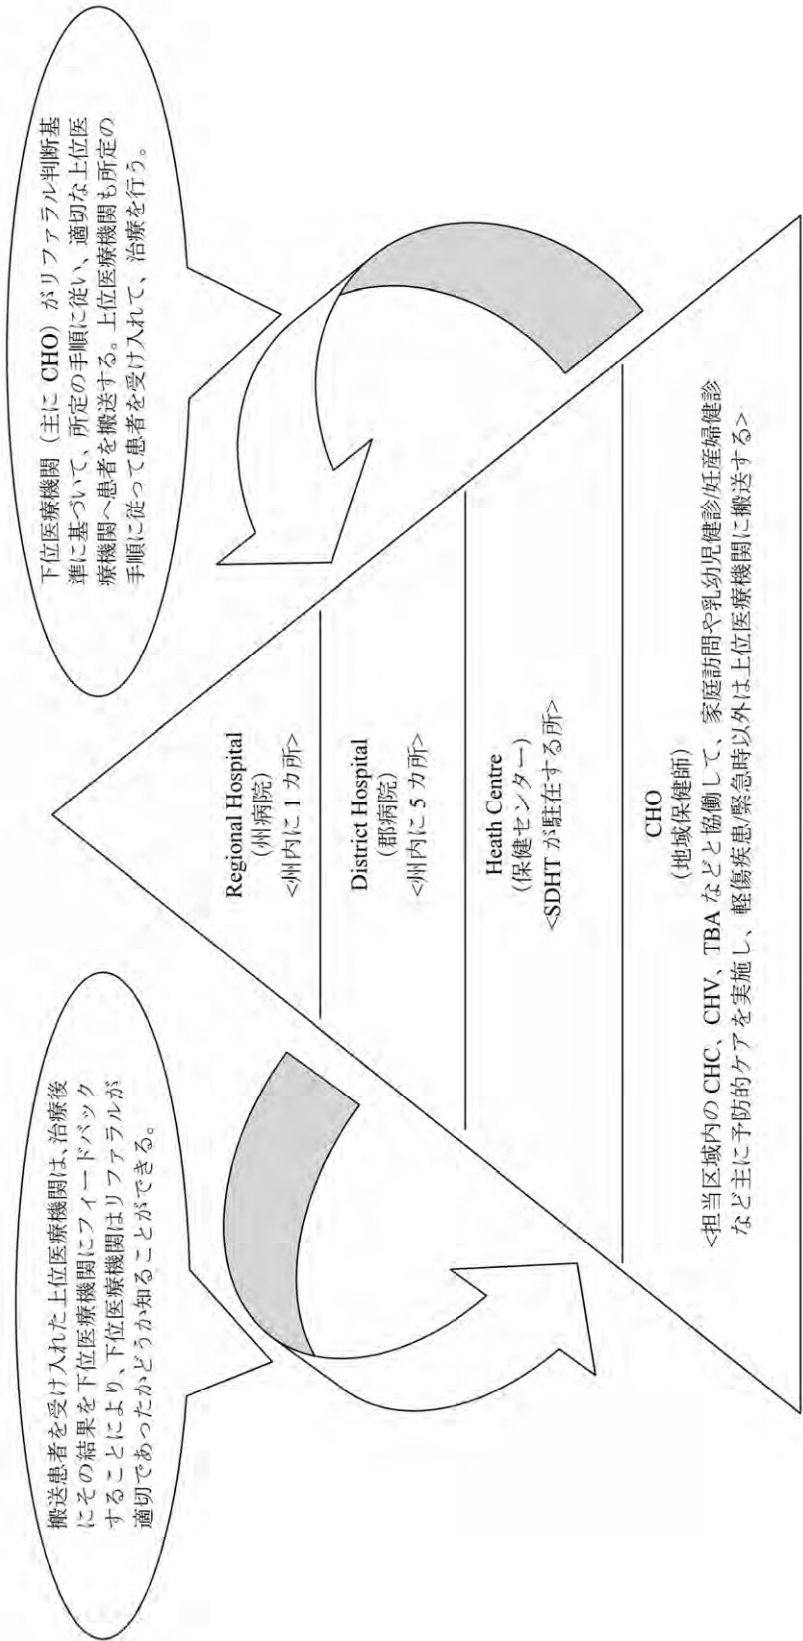 搬送患者を受け入れた上位医療機関は、治療後
にその結果を下位医療機関にフィードバック
することにより、下位医療機関はリファラルが
適切であったかどうか知ることができる。
下位医療機関（主に CHO）がリファラル判断基
準に基づいて、所定の手順に従い、適切な上位医
療機関へ患者を搬送する。上位医療機関も所定の
手順に従って患者を受け入れて、治療を行う。
Regional Hospital
（州病院）
<州内に 1 カ所>
District Hospital
（郡病院）
<州内に 5 カ所>
Heath Centre
（保健センター）
<SDHT が駐在する所>
CHO
（地域保健師）
<担当区域内の CHC、CHV、TBA などと協働して、家庭訪問や乳幼児健診/妊産婦健診
など主に予防的ケアを実施し、軽傷疾患/緊急時以外は上位医療機関に搬送する>